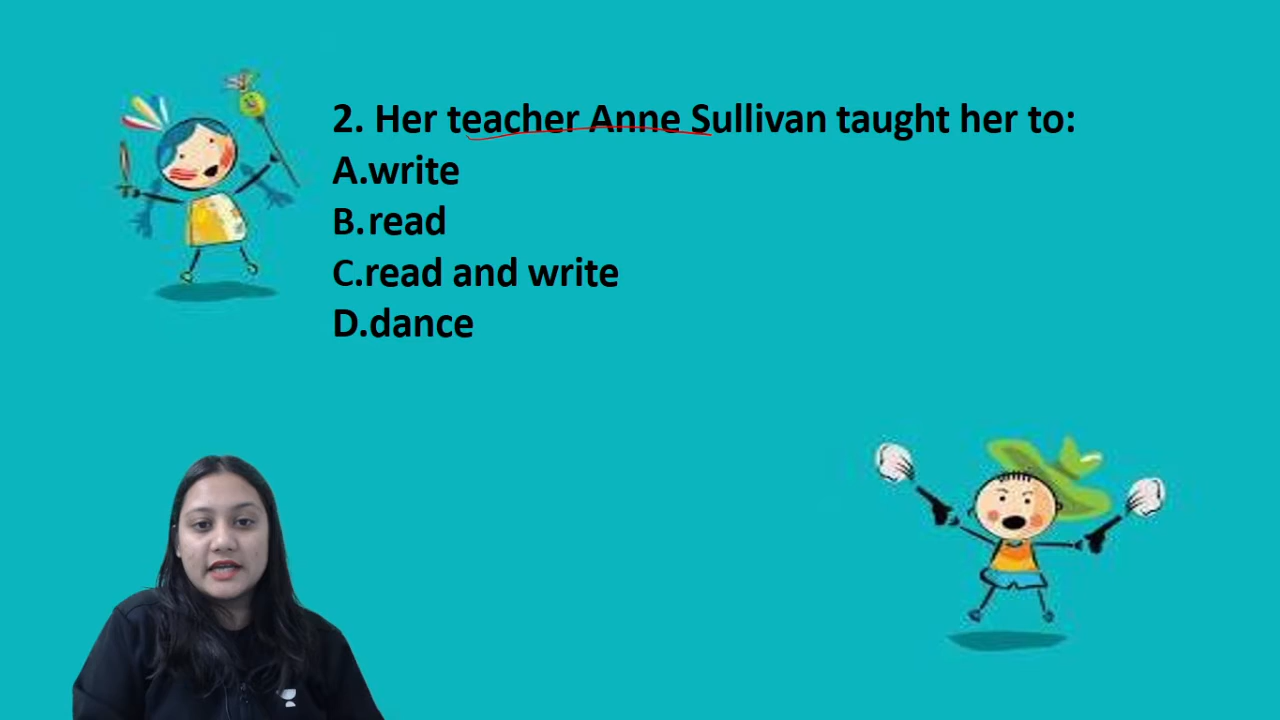 2. Her teacher Anne Sullivan taught her to:
A.write
B.read
C.read and write
D.dance